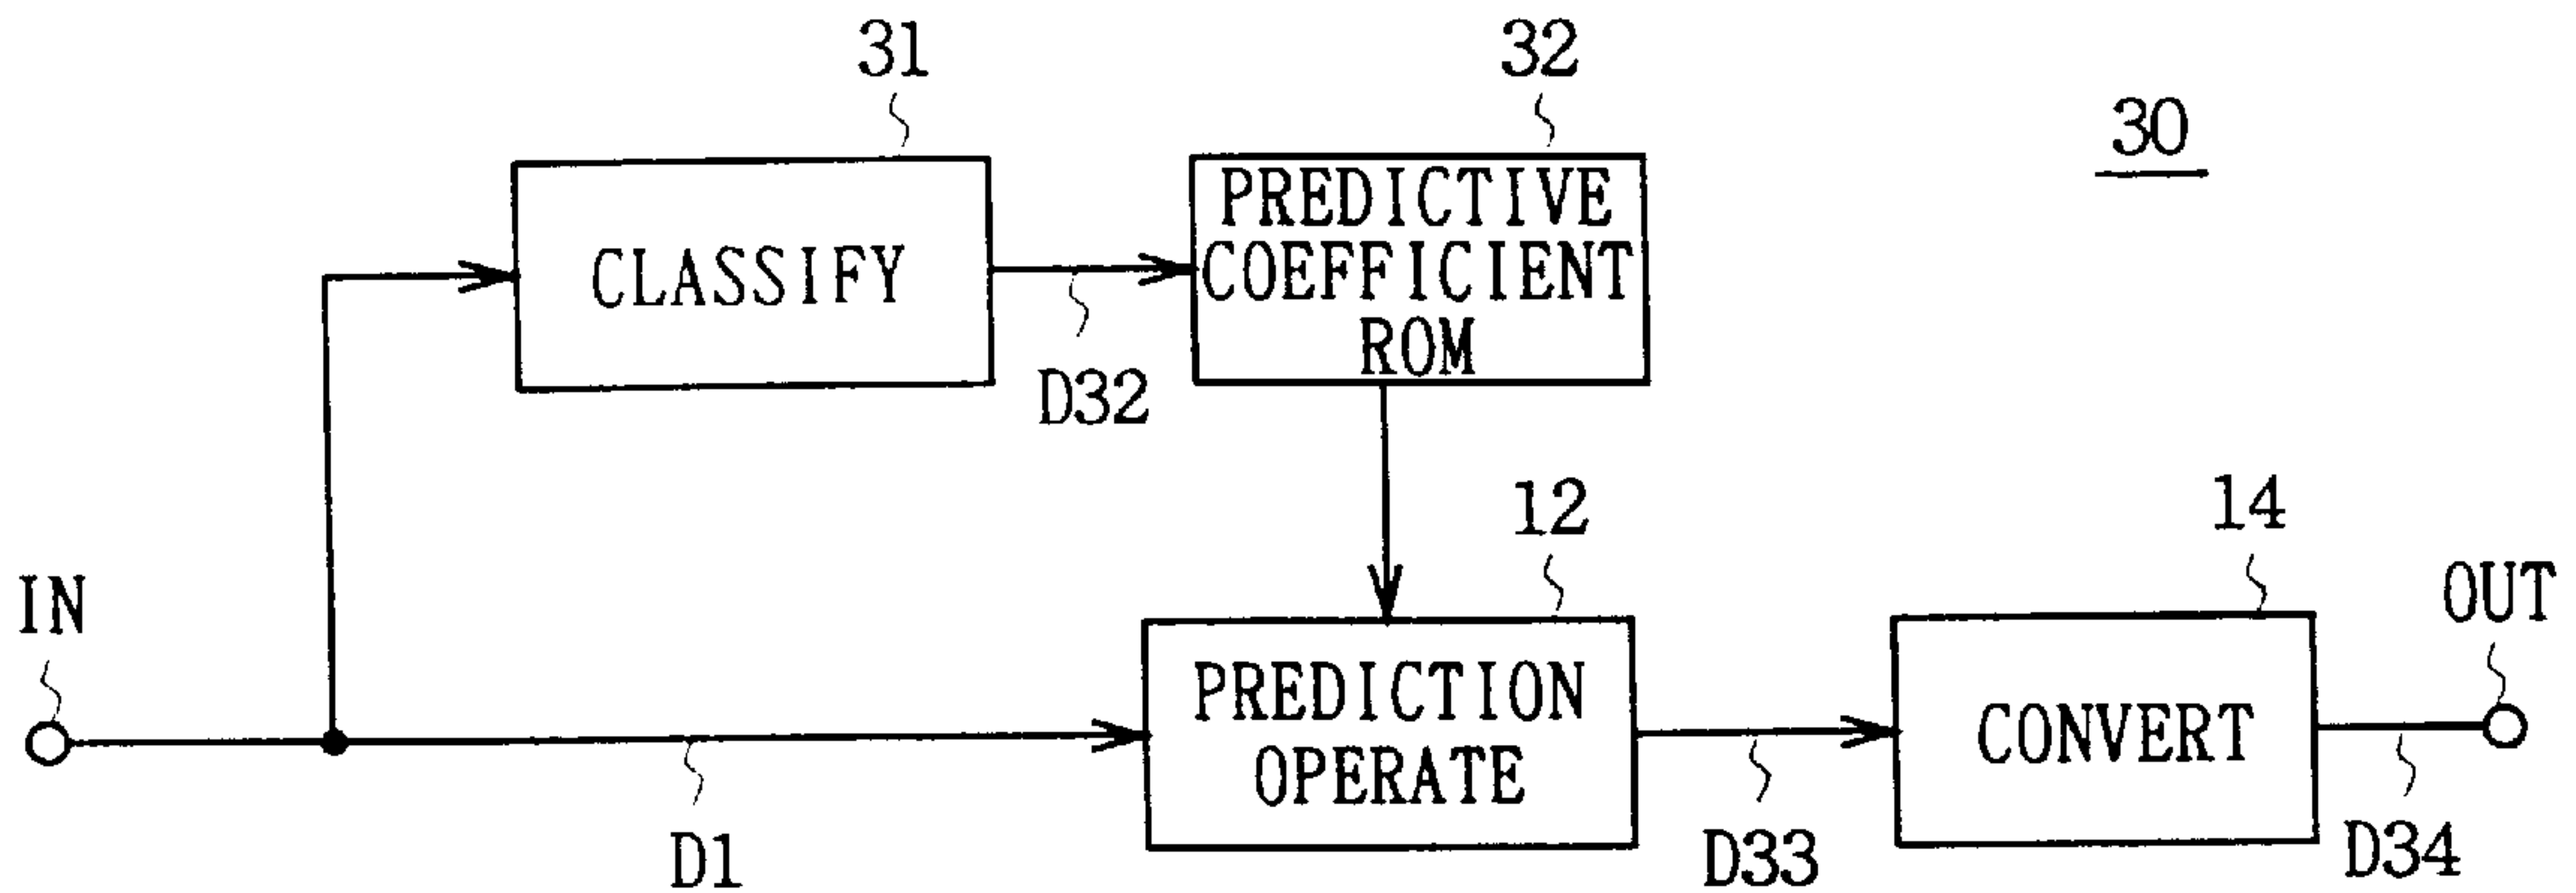 31
32
30
CLASSIFY
PREDICTIVE
COEFFICIENT
ROM
D32
12
14
IN
OUT
PREDICTION
OPERATE
CONVERT
D1
D33
D34